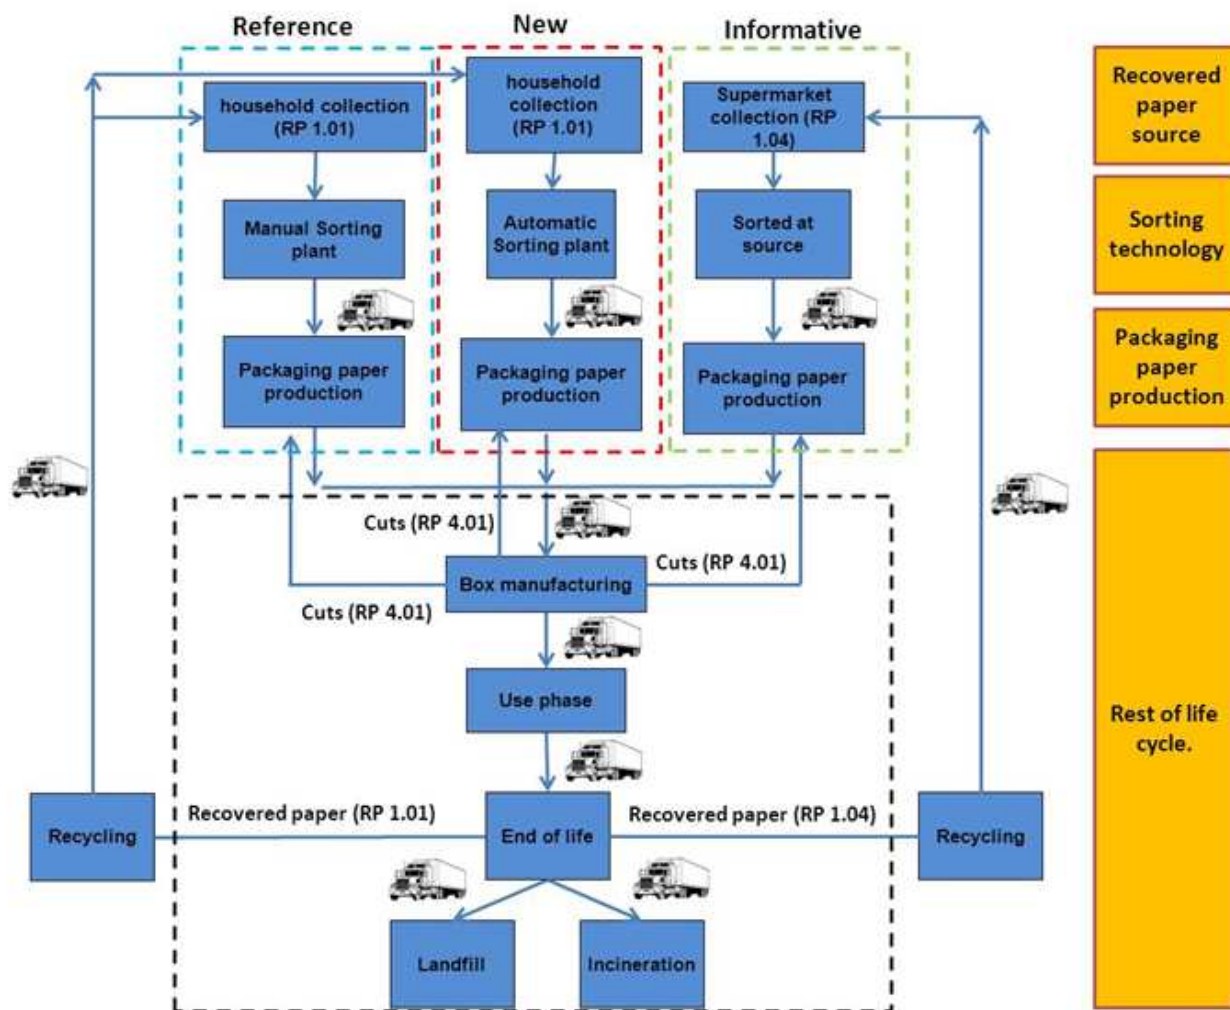 Reference
New
Informative
household collection
(RP 1.01)
household
collection
(RP 1.01)
Supermarket
collection (RP
1.04)
Recovered
paper
source
Manual Sorting
plant
Automatic
Sorting plant
Sorted at
source
Sorting
technology
Packaging paper
production
Packaging paper
production
Packaging paper
production
Packaging
paper
production
Cuts (RP 4.01)
Cuts (RP 4.01)
Box manufacturing
Cuts (RP 4.01)
Use phase
Rest of life
cycle.
Recycling
Recovered paper (RP 1.01)
End of life
Recovered paper (RP 1.04)
Recycling
Landfill
Incineration